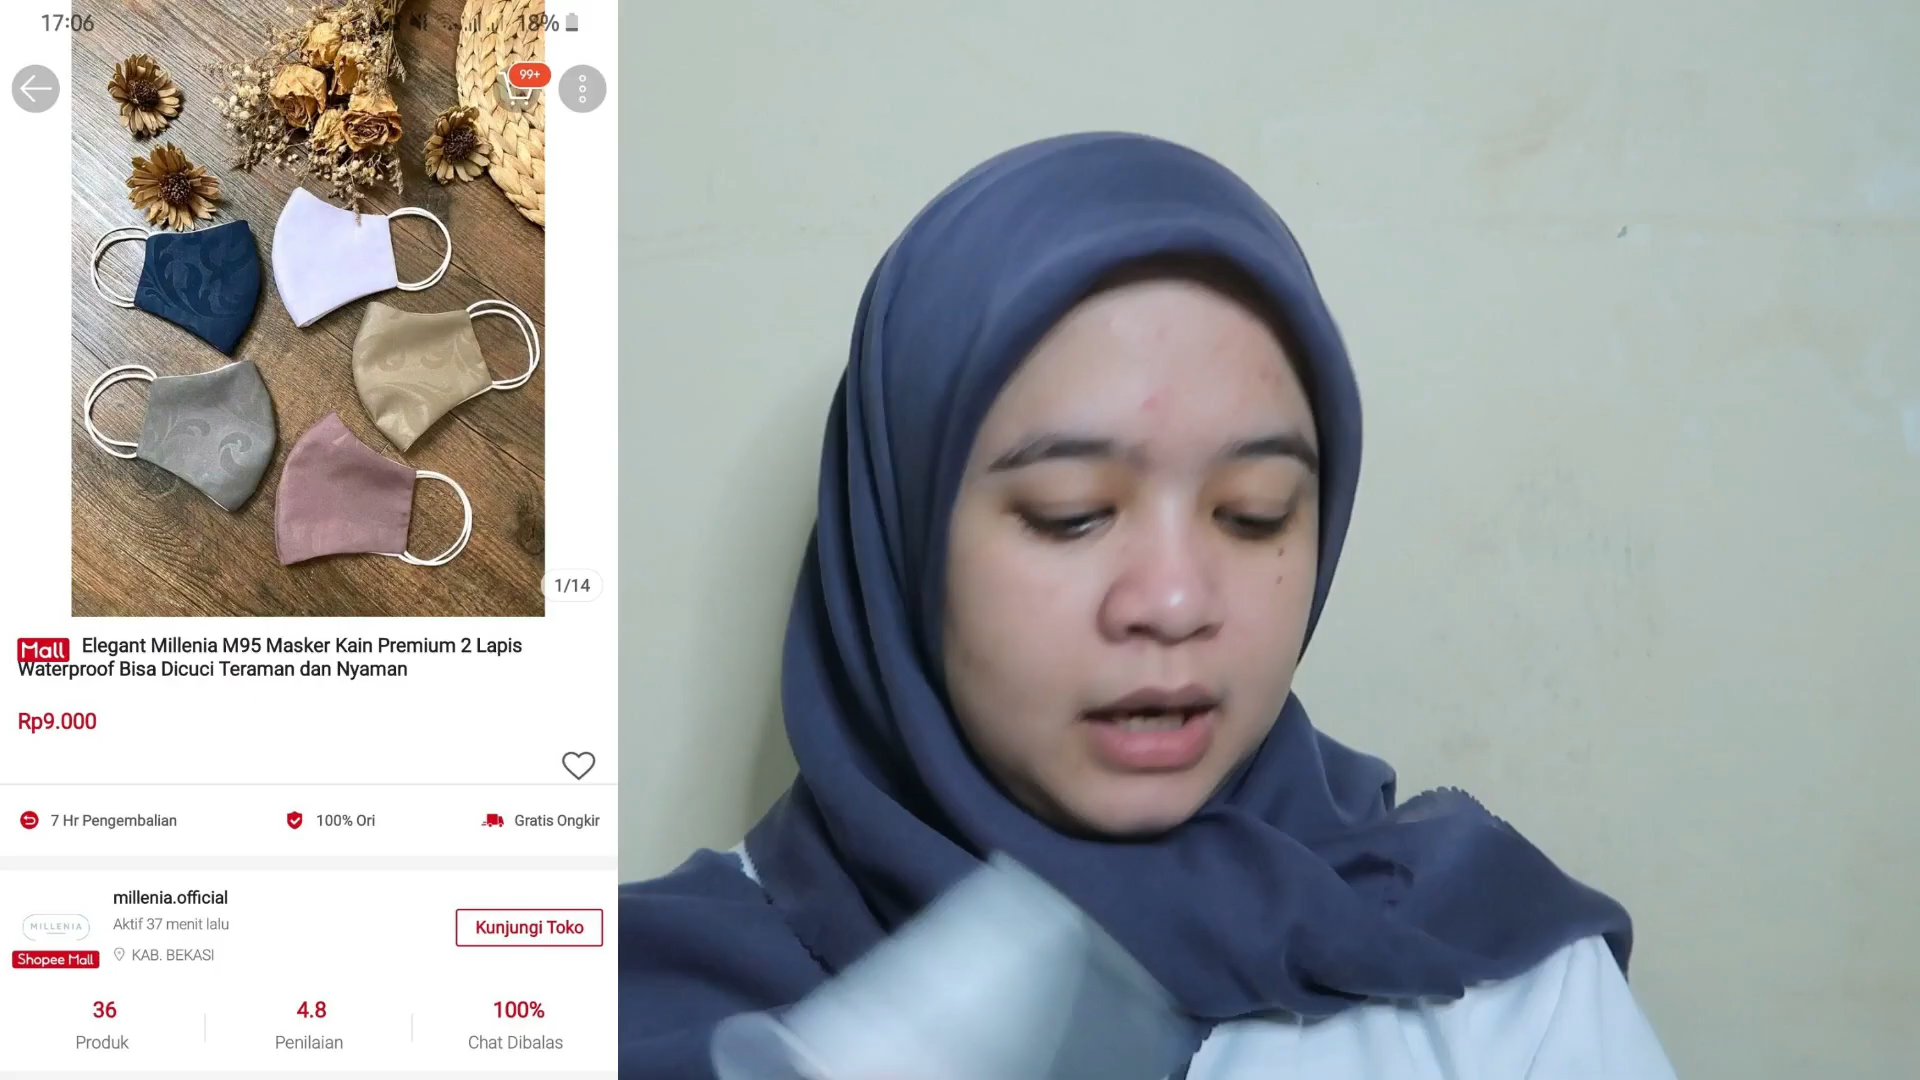 17:06
18%
99+
1/14
Mall Elegant Millenia M95 Masker Kain Premium 2 Lapis
Waterproof Bisa Dicuci Teraman dan Nyaman
Rp9.000
7 Hr Pengembalian
100% Ori
Gratis Ongkir
millenia.official
Aktif 37 menit lalu
KAB. BEKASI
MILLENIA
Shopee Mall
Kunjungi Toko
36
Produk
4.8
Penilaian
100%
Chat Dibalas